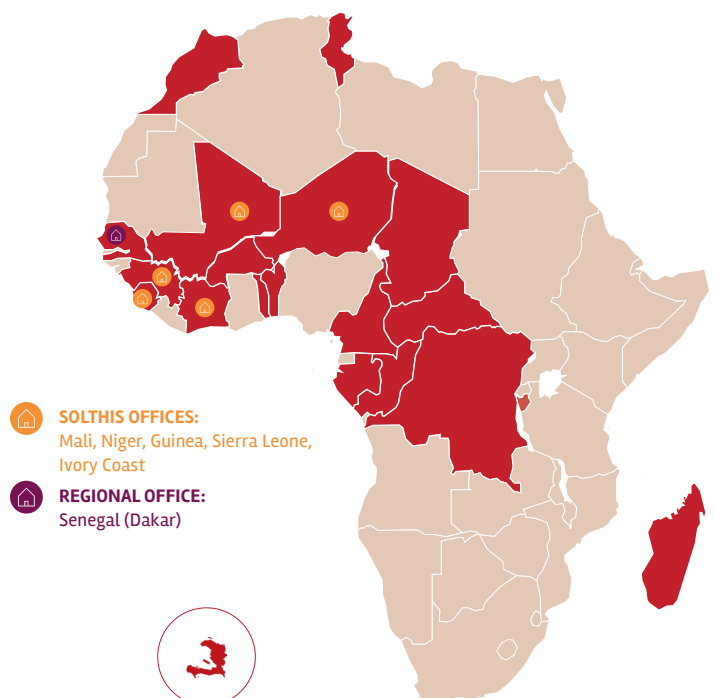 SOLTHIS OFFICES:
Mali, Niger, Guinea, Sierra Leone,
Ivory Coast
REGIONAL OFFICE:
Senegal (Dakar)